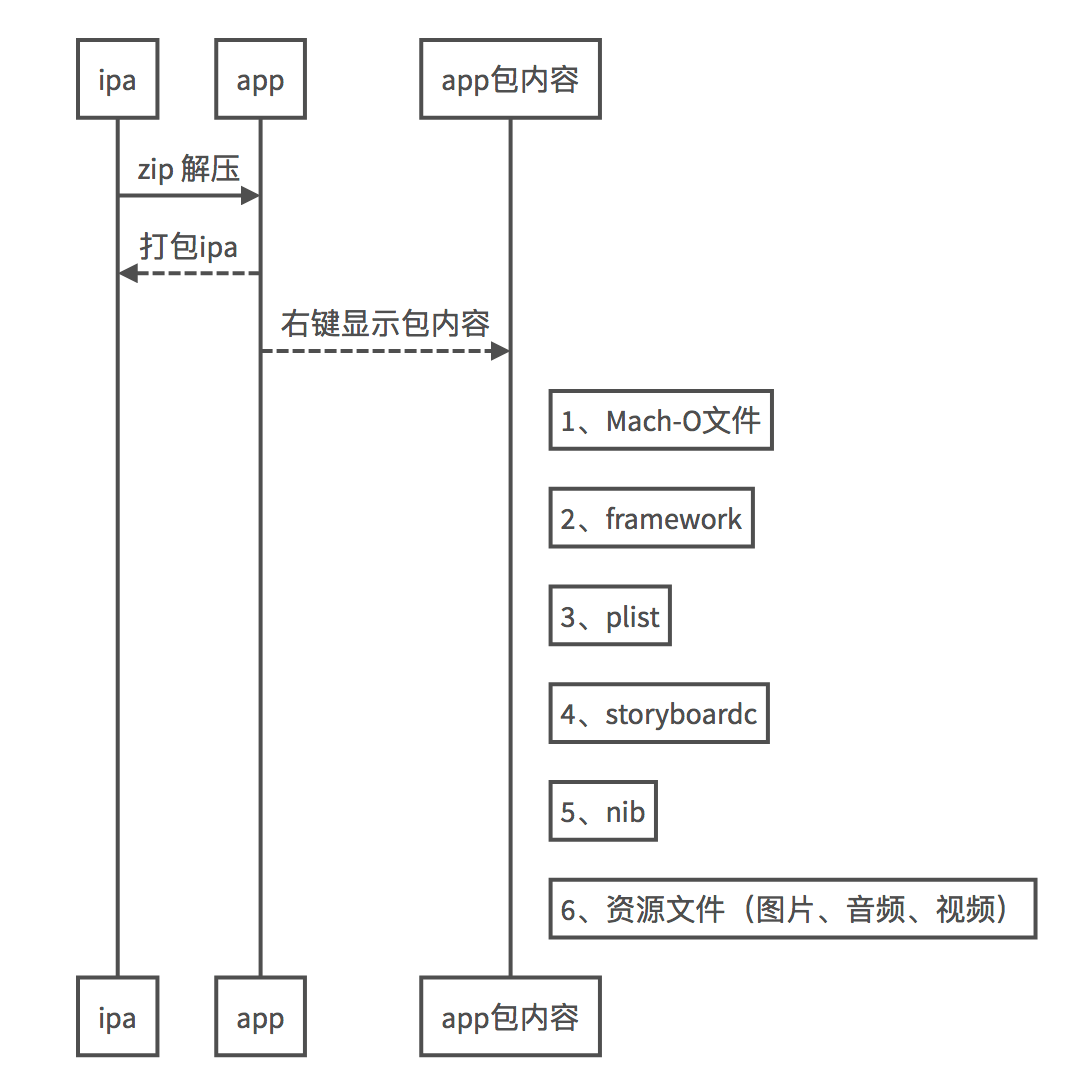 ipa
app
app包内容
zip 解压
打包ipa
右键显示包内容
1、Mach-O文件
2、framework
3、plist
4、storyboardc
5、nib
6、资源文件（图片、音频、视频）
ipa
app
app包内容